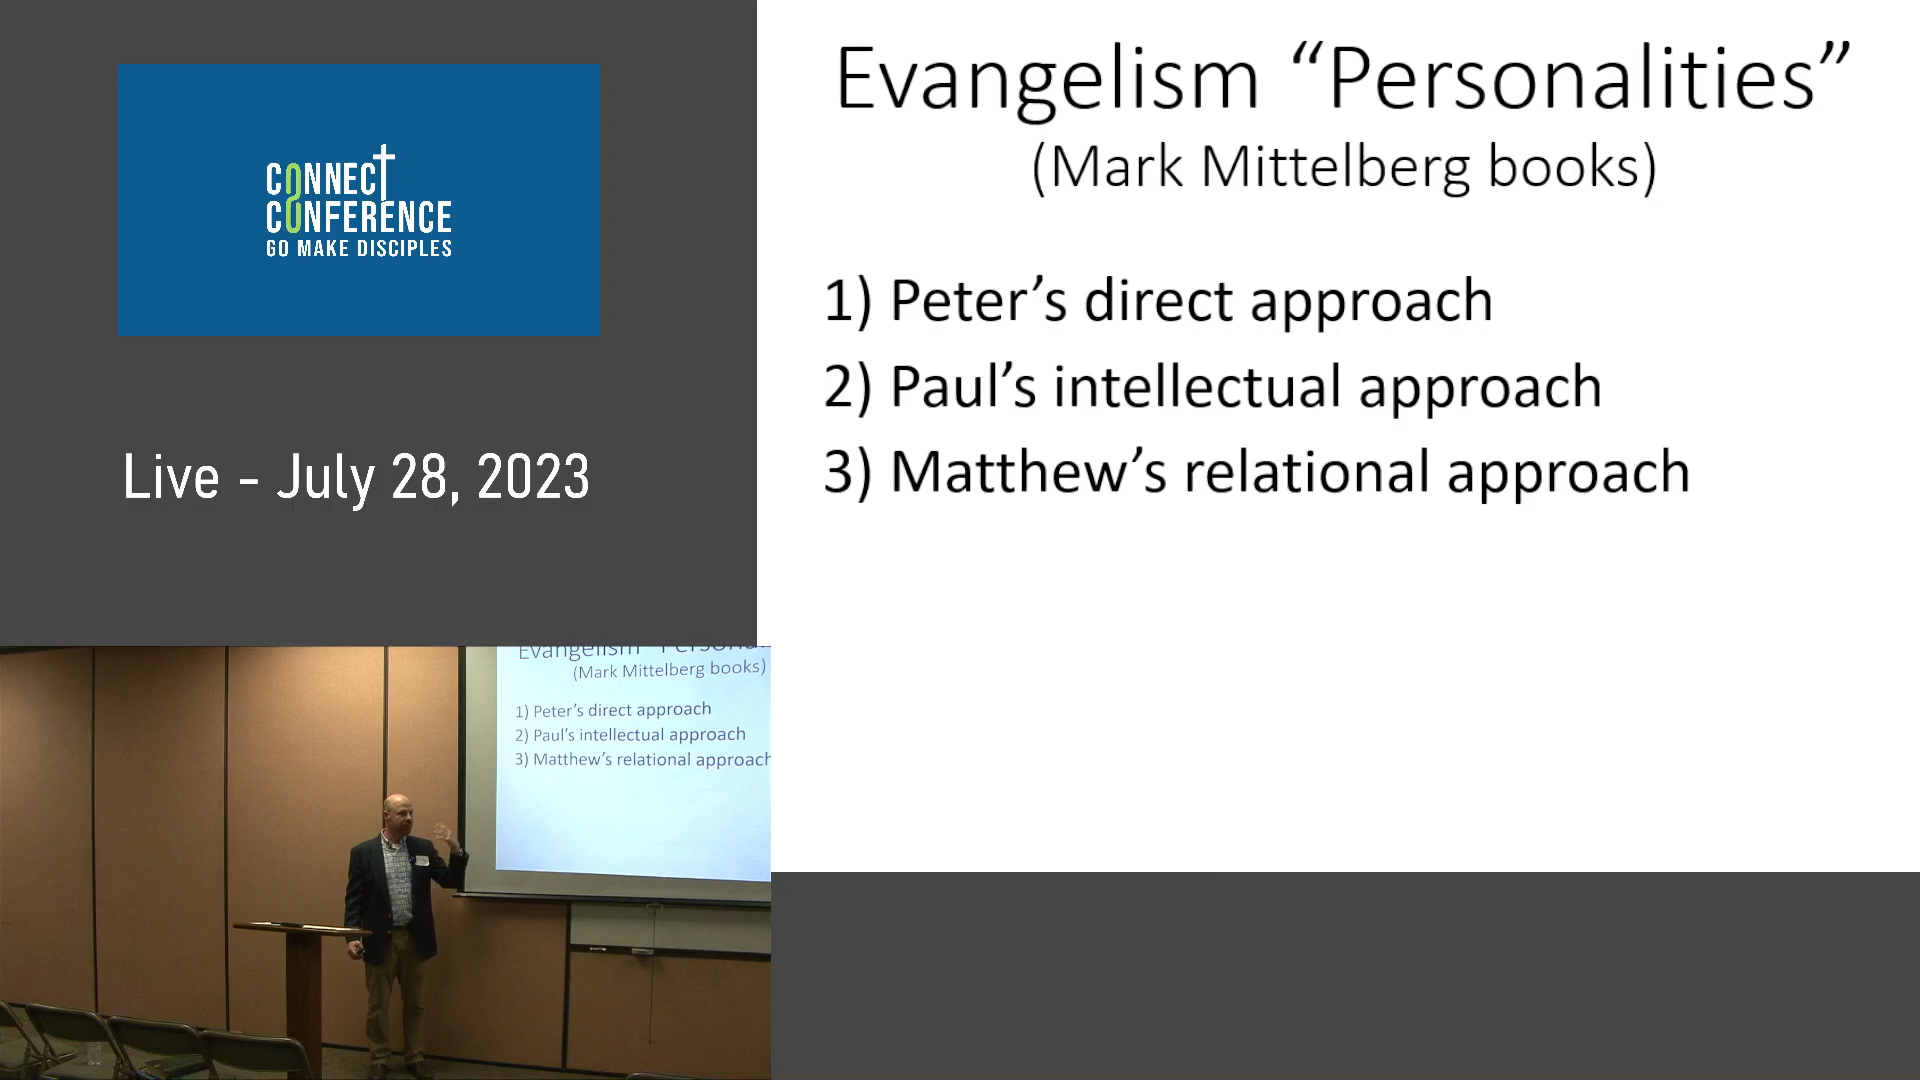 CONNECT
CONFERENCE
GO MAKE DISCIPLES
Live - July 28, 2023
Evangelism “Personalities”
(Mark Mittelberg books)
1) Peter’s direct approach
2) Paul’s intellectual approach
3) Matthew’s relational approach
Evangelism “Persona
(Mark Mittelberg books)
1) Peter’s direct approach
2) Paul’s intellectual approach
3) Matthew’s relational approach